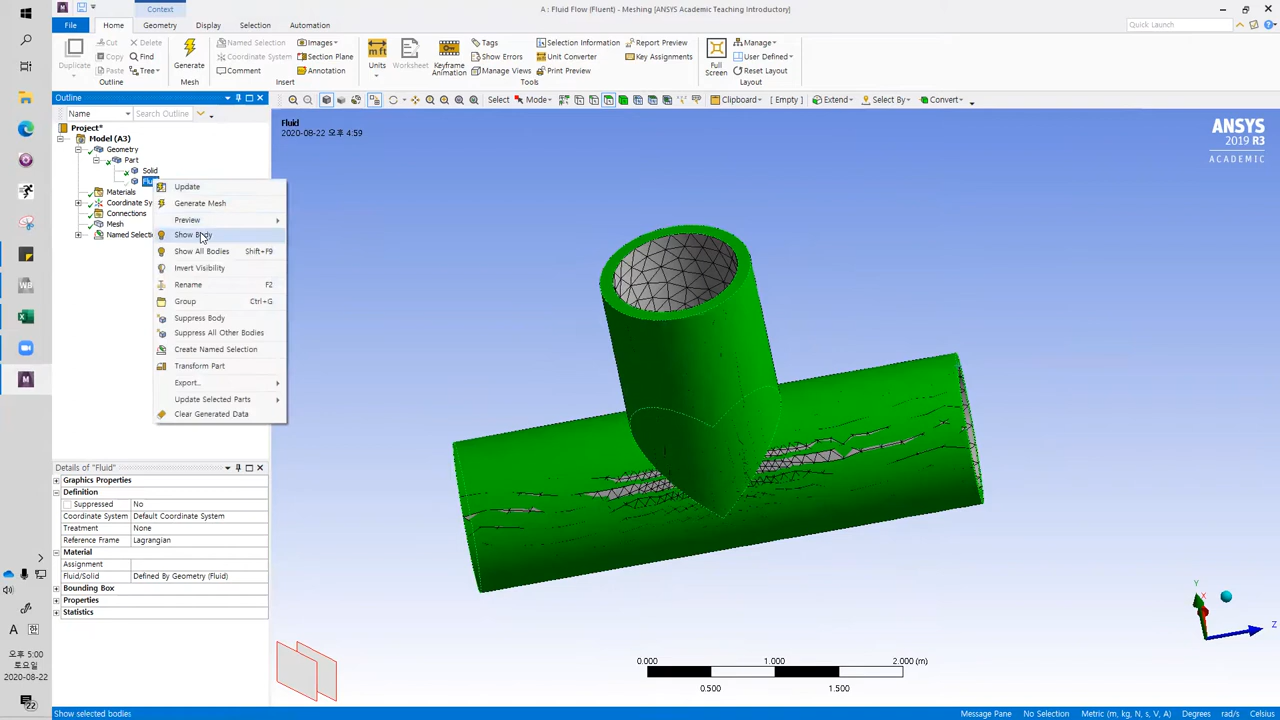 A : Fluid Flow (Fluent) - Meshing [ANSYS Academic Teaching Introductory]
Context
File Home Geometry Display Selection Automation Quick Launch
Duplicate
Cut Delete
Copy Find
Paste Tree
Outline
Generate
Mesh
Named Selection Images
Coordinate System Section Plane
Comment Annotation
Insert
Units
Worksheet
Keyframe
Animation
Tags Selection Information Report Preview
Show Errors Unit Converter Key Assignments
Manage Views Print Preview
Tools
Full
Screen
Manage
User Defined
Reset Layout
Layout
Outline
Select Mode Clipboard [ Empty ] Extend Select By Convert
Name Search Outline
Project*
Model (A3)
Geometry
Part
Solid
Materials
Coordinate Sy
Connections
Mesh
Named Selecti
Update
Generate Mesh
Preview
Show Body
Show All Bodies Shift+F9
Invert Visibility
Rename F2
Group Ctrl+G
Suppress Body
Suppress All Other Bodies
Create Named Selection
Transform Part
Export...
Update Selected Parts
Clear Generated Data
Fluid
2020-08-22 오후 4:59
ANSYS
2019 R3
ACADEMIC
Details of "Fluid"
Graphics Properties
Definition
Suppressed No
Coordinate System Default Coordinate System
Treatment None
Reference Frame Lagrangian
Material
Assignment
Fluid/Solid Defined By Geometry (Fluid)
Bounding Box
Properties
Statistics
0.000 1.000 2.000 (m)
0.500 1.500
Y
X
Z
WB
M
A 한
오후 5:00
토요일
2020-08-22
22
Show selected bodies Message Pane No Selection Metric (m, kg, N, s, V, A) Degrees rad/s Celsius